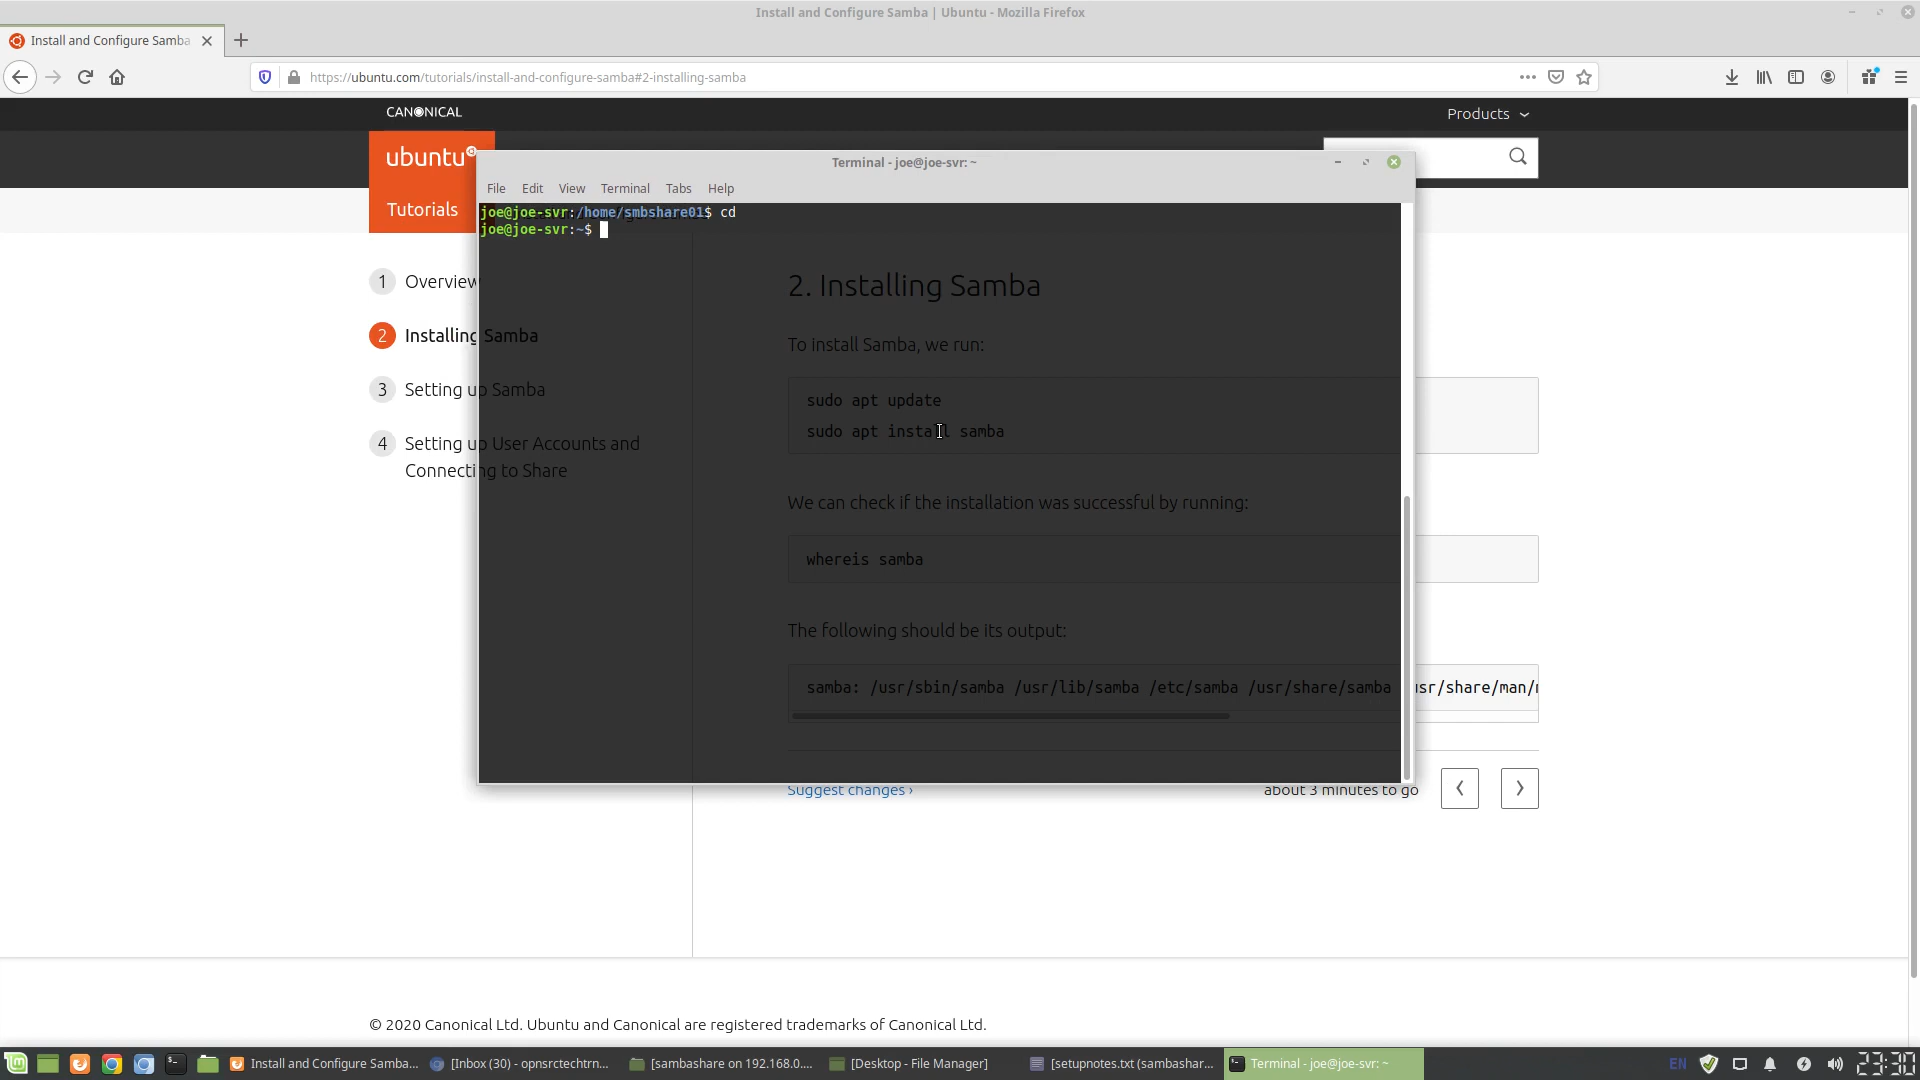 Install and Configure Samba | Ubuntu - Mozilla Firefox
Install and Configure Samba
https://ubuntu.com/tutorials/install-and-configure-samba#2-installing-samba
CANONICAL
Products
ubuntu
Tutorials
Terminal - joe@joe-svr: ~
File Edit View Terminal Tabs Help
joe@joe-svr:/home/smbshare01$ cd
joe@joe-svr:~$
1 Overview
2 Installing Samba
3 Setting up Samba
4 Setting up User Accounts and
Connecting to Share
2. Installing Samba
To install Samba, we run:
sudo apt update
sudo apt install samba
We can check if the installation was successful by running:
whereis samba
The following should be its output:
samba: /usr/sbin/samba /usr/lib/samba /etc/samba /usr/share/samba /usr/share/man/
Suggest changes ›
about 3 minutes to go
© 2020 Canonical Ltd. Ubuntu and Canonical are registered trademarks of Canonical Ltd.
Install and Configure Samba...
[Inbox (30) - opnsrctechtrn...
[sambashare on 192.168.0....
[Desktop - File Manager]
[setupnotes.txt (sambashar...
Terminal - joe@joe-svr: ~
EN
23:30